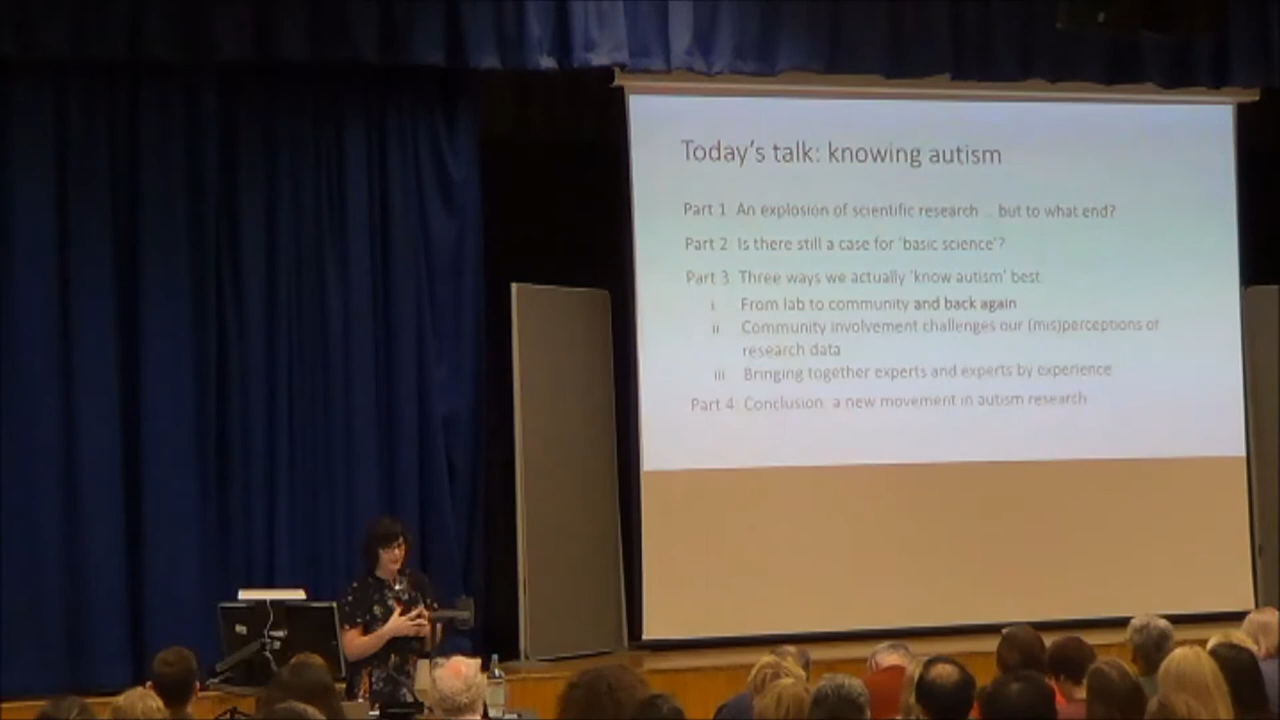 Today's talk: knowing autism
Part 1 An explosion of scientific research ... but to what end?
Part 2 Is there still a case for 'basic science'?
Part 3 Three ways we actually 'know autism' best
i From lab to community and back again
ii Community involvement challenges our (mis)perceptions of
research data
iii Bringing together experts and experts by experience
Part 4 Conclusion: a new movement in autism research